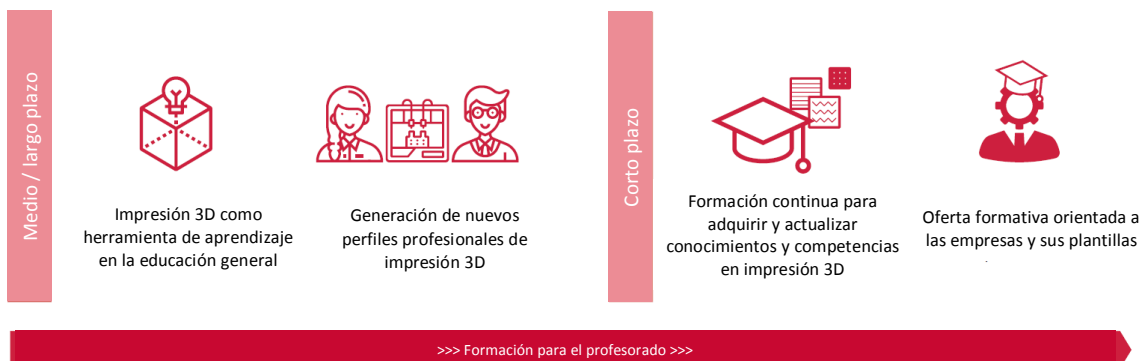 Medio / largo plazo
Impresión 3D como
herramienta de aprendizaje
en la educación general
Generación de nuevos
perfiles profesionales de
impresión 3D
Corto plazo
Formación continua para
adquirir y actualizar
conocimientos y competencias
en impresión 3D
Oferta formativa orientada a
las empresas y sus plantillas
.
>>> Formación para el profesorado >>>